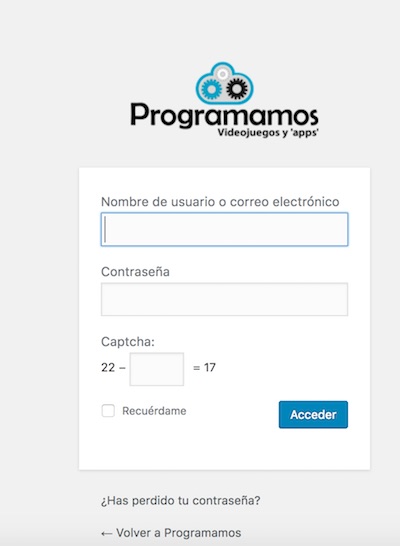 Programamos
Videojuegos y 'apps'
Nombre de usuario o correo electrónico
Contraseña
Captcha:
22 − = 17
Recuérdame
Acceder
¿Has perdido tu contraseña?
← Volver a Programamos